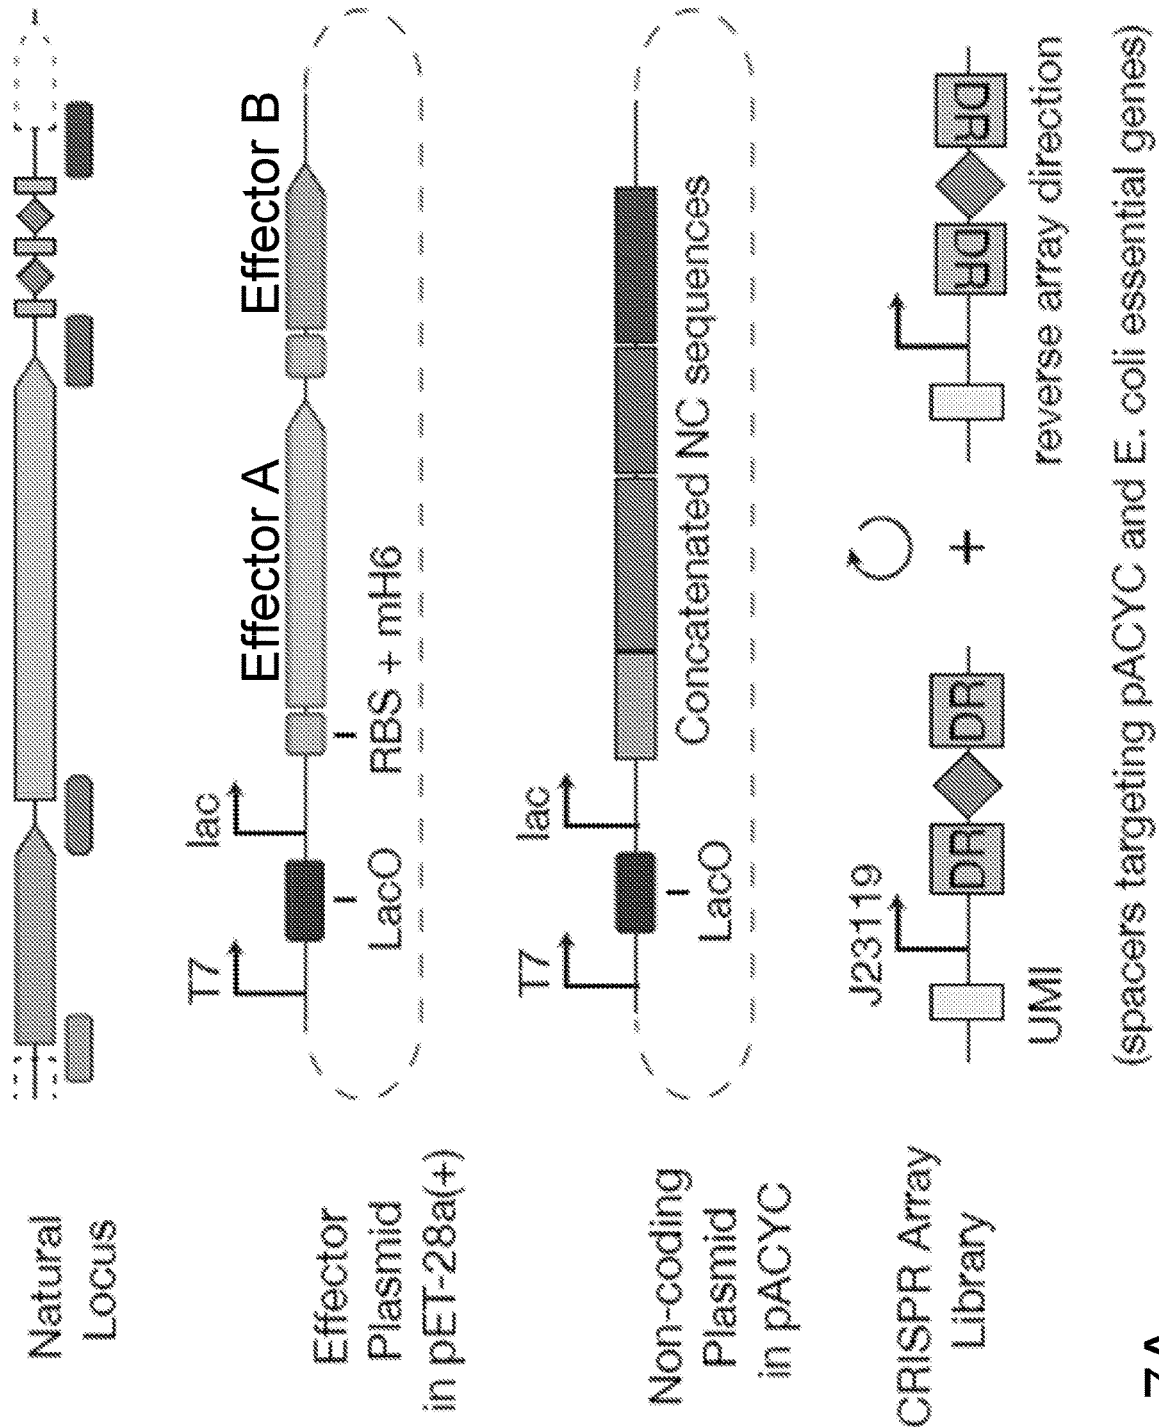 Natural
Locus
Effector
Plasmid
in pET-28a(+)
T7
LacO
lac
RBS + mH6
Effector A
Effector B
Non-coding
Plasmid
in pACYC
T7
LacO
lac
Concatenated NC sequences
CRISPR Array
Library
UMI
J23119
DR
DR
+
DR
DR
reverse array direction
(spacers targeting pACYC and E. coli essential genes)